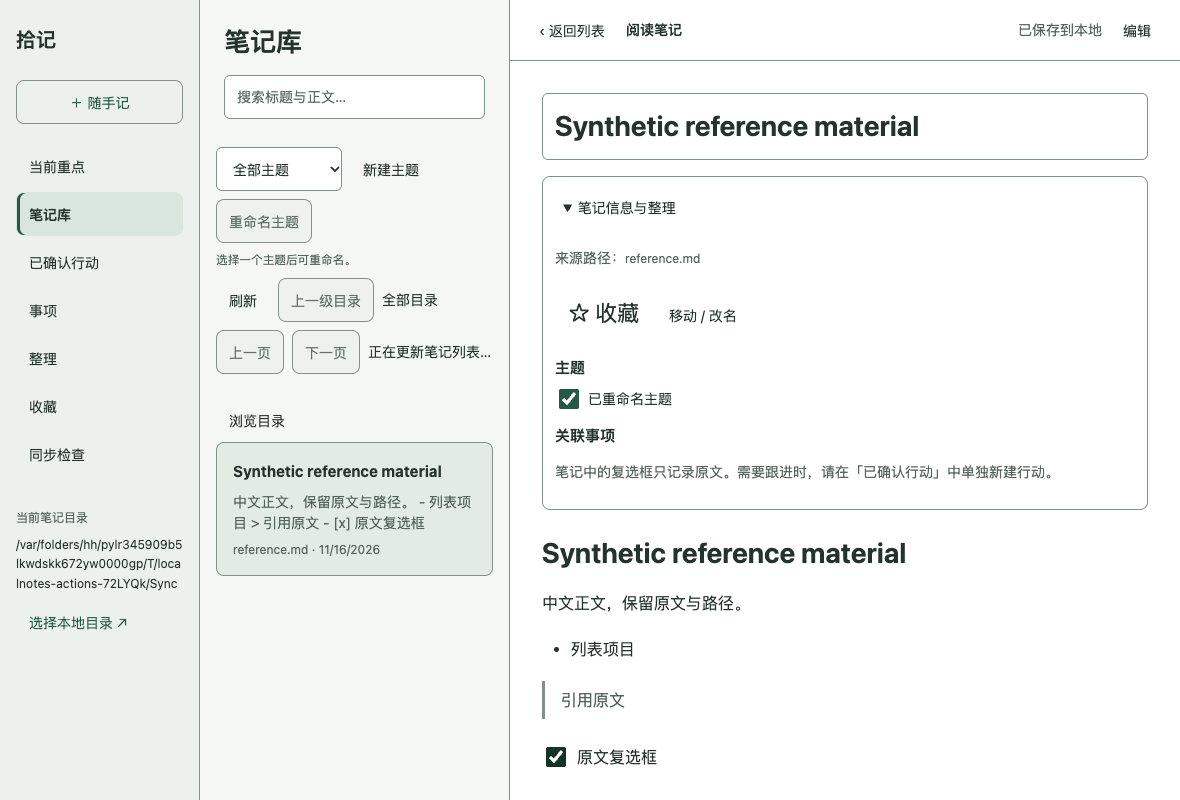 拾记
＋ 随手记
当前重点
笔记库
已确认行动
事项
整理
收藏
同步检查
当前笔记目录
/var/folders/hh/pylr345909b5
lkwdskk672yw0000gp/T/loca
lnotes-actions-72LYQk/Sync
选择本地目录 ↗
笔记库
搜索标题与正文...
全部主题
新建主题
重命名主题
选择一个主题后可重命名。
刷新
上一级目录
全部目录
上一页
下一页
正在更新笔记列表...
浏览目录
Synthetic reference material
中文正文，保留原文与路径。 - 列表项
目 > 引用原文 - [x] 原文复选框
reference.md · 11/16/2026
‹ 返回列表
阅读笔记
已保存到本地
编辑
Synthetic reference material
▼ 笔记信息与整理
来源路径：reference.md
☆ 收藏
移动 / 改名
主题
已重命名主题
关联事项
笔记中的复选框只记录原文。需要跟进时，请在「已确认行动」中单独新建行动。
Synthetic reference material
中文正文，保留原文与路径。
• 列表项目
引用原文
原文复选框